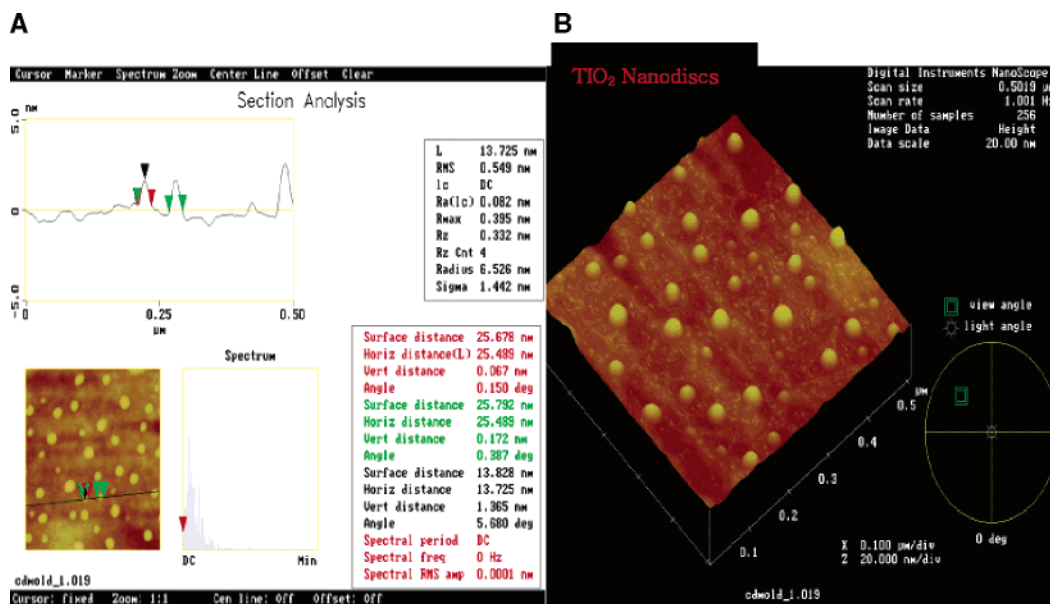 A
Cursor Marker Spectrum Zoom Center Line Offset Clear
Section Analysis
nm
5.0
0
-5.0
0 0.25 0.50
µm
L 13.725 nm
RMS 0.549 nm
lc DC
Ra(lc) 0.082 nm
Rmax 0.395 nm
Rz 0.332 nm
Rz Cnt 4
Radius 6.526 nm
Sigma 1.442 nm
Spectrum
DC Min
Surface distance 25.678 nm
Horiz distance(L) 25.489 nm
Vert distance 0.067 nm
Angle 0.150 deg
Surface distance 25.792 nm
Horiz distance 25.489 nm
Vert distance 0.172 nm
Angle 0.387 deg
Surface distance 13.828 nm
Horiz distance 13.725 nm
Vert distance 1.365 nm
Angle 5.680 deg
Spectral period DC
Spectral freq 0 Hz
Spectral RMS amp 0.0001 nm
cdmold_1.019
Cursor: fixed Zoom: 1:1 Cen line: Off Offset: Off
B
TIO₂ Nanodiscs
Digital Instruments NanoScope
Scan size 0.5019 µ
Scan rate 1.001 H
Number of samples 256
Image Data Height
Data scale 20.00 nm
view angle
light angle
µm
0.5
0.4
0.3
0.2
0.1
0 deg
X 0.100 µm/div
Z 20.000 nm/div
cdmold_1.019